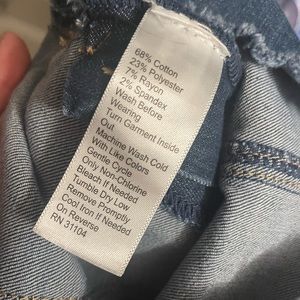 68% Cotton
23% Polyester
7% Rayon
2% Spandex
Wash Before
Wearing
Turn Garment Inside
Out
Machine Wash Cold
With Like Colors
Gentle Cycle
Only Non-Chlorine
Bleach If Needed
Tumble Dry Low
Remove Promptly
Cool Iron If Needed
On Reverse
RN 31104